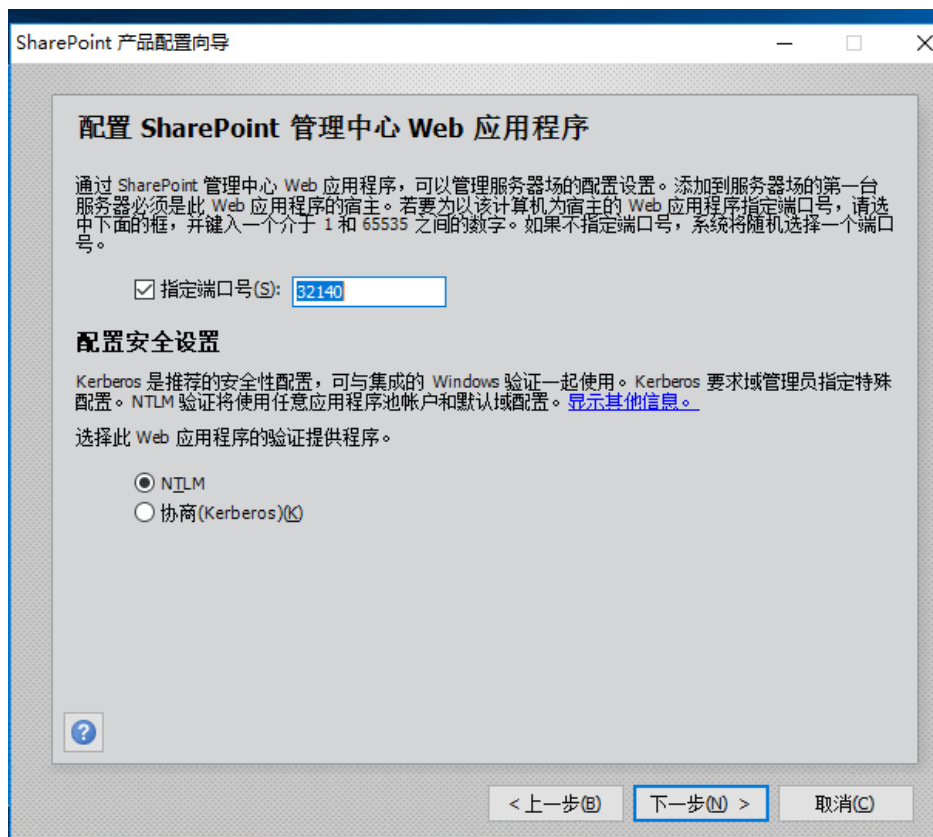 SharePoint 产品配置向导
配置 SharePoint 管理中心 Web 应用程序
通过 SharePoint 管理中心 Web 应用程序，可以管理服务器场的配置设置。添加到服务器场的第一台
服务器必须是此 Web 应用程序的宿主。若要为以该计算机为宿主的 Web 应用程序指定端口号，请选
中下面的框，并键入一个介于 1 和 65535 之间的数字。如果不指定端口号，系统将随机选择一个端口
号。
指定端口号(S): 32140
配置安全设置
Kerberos 是推荐的安全性配置，可与集成的 Windows 验证一起使用。Kerberos 要求域管理员指定特殊
配置。NTLM 验证将使用任意应用程序池帐户和默认域配置。显示其他信息。
选择此 Web 应用程序的验证提供程序。
NTLM
协商(Kerberos)(K)
?
< 上一步(B) 下一步(N) > 取消(C)